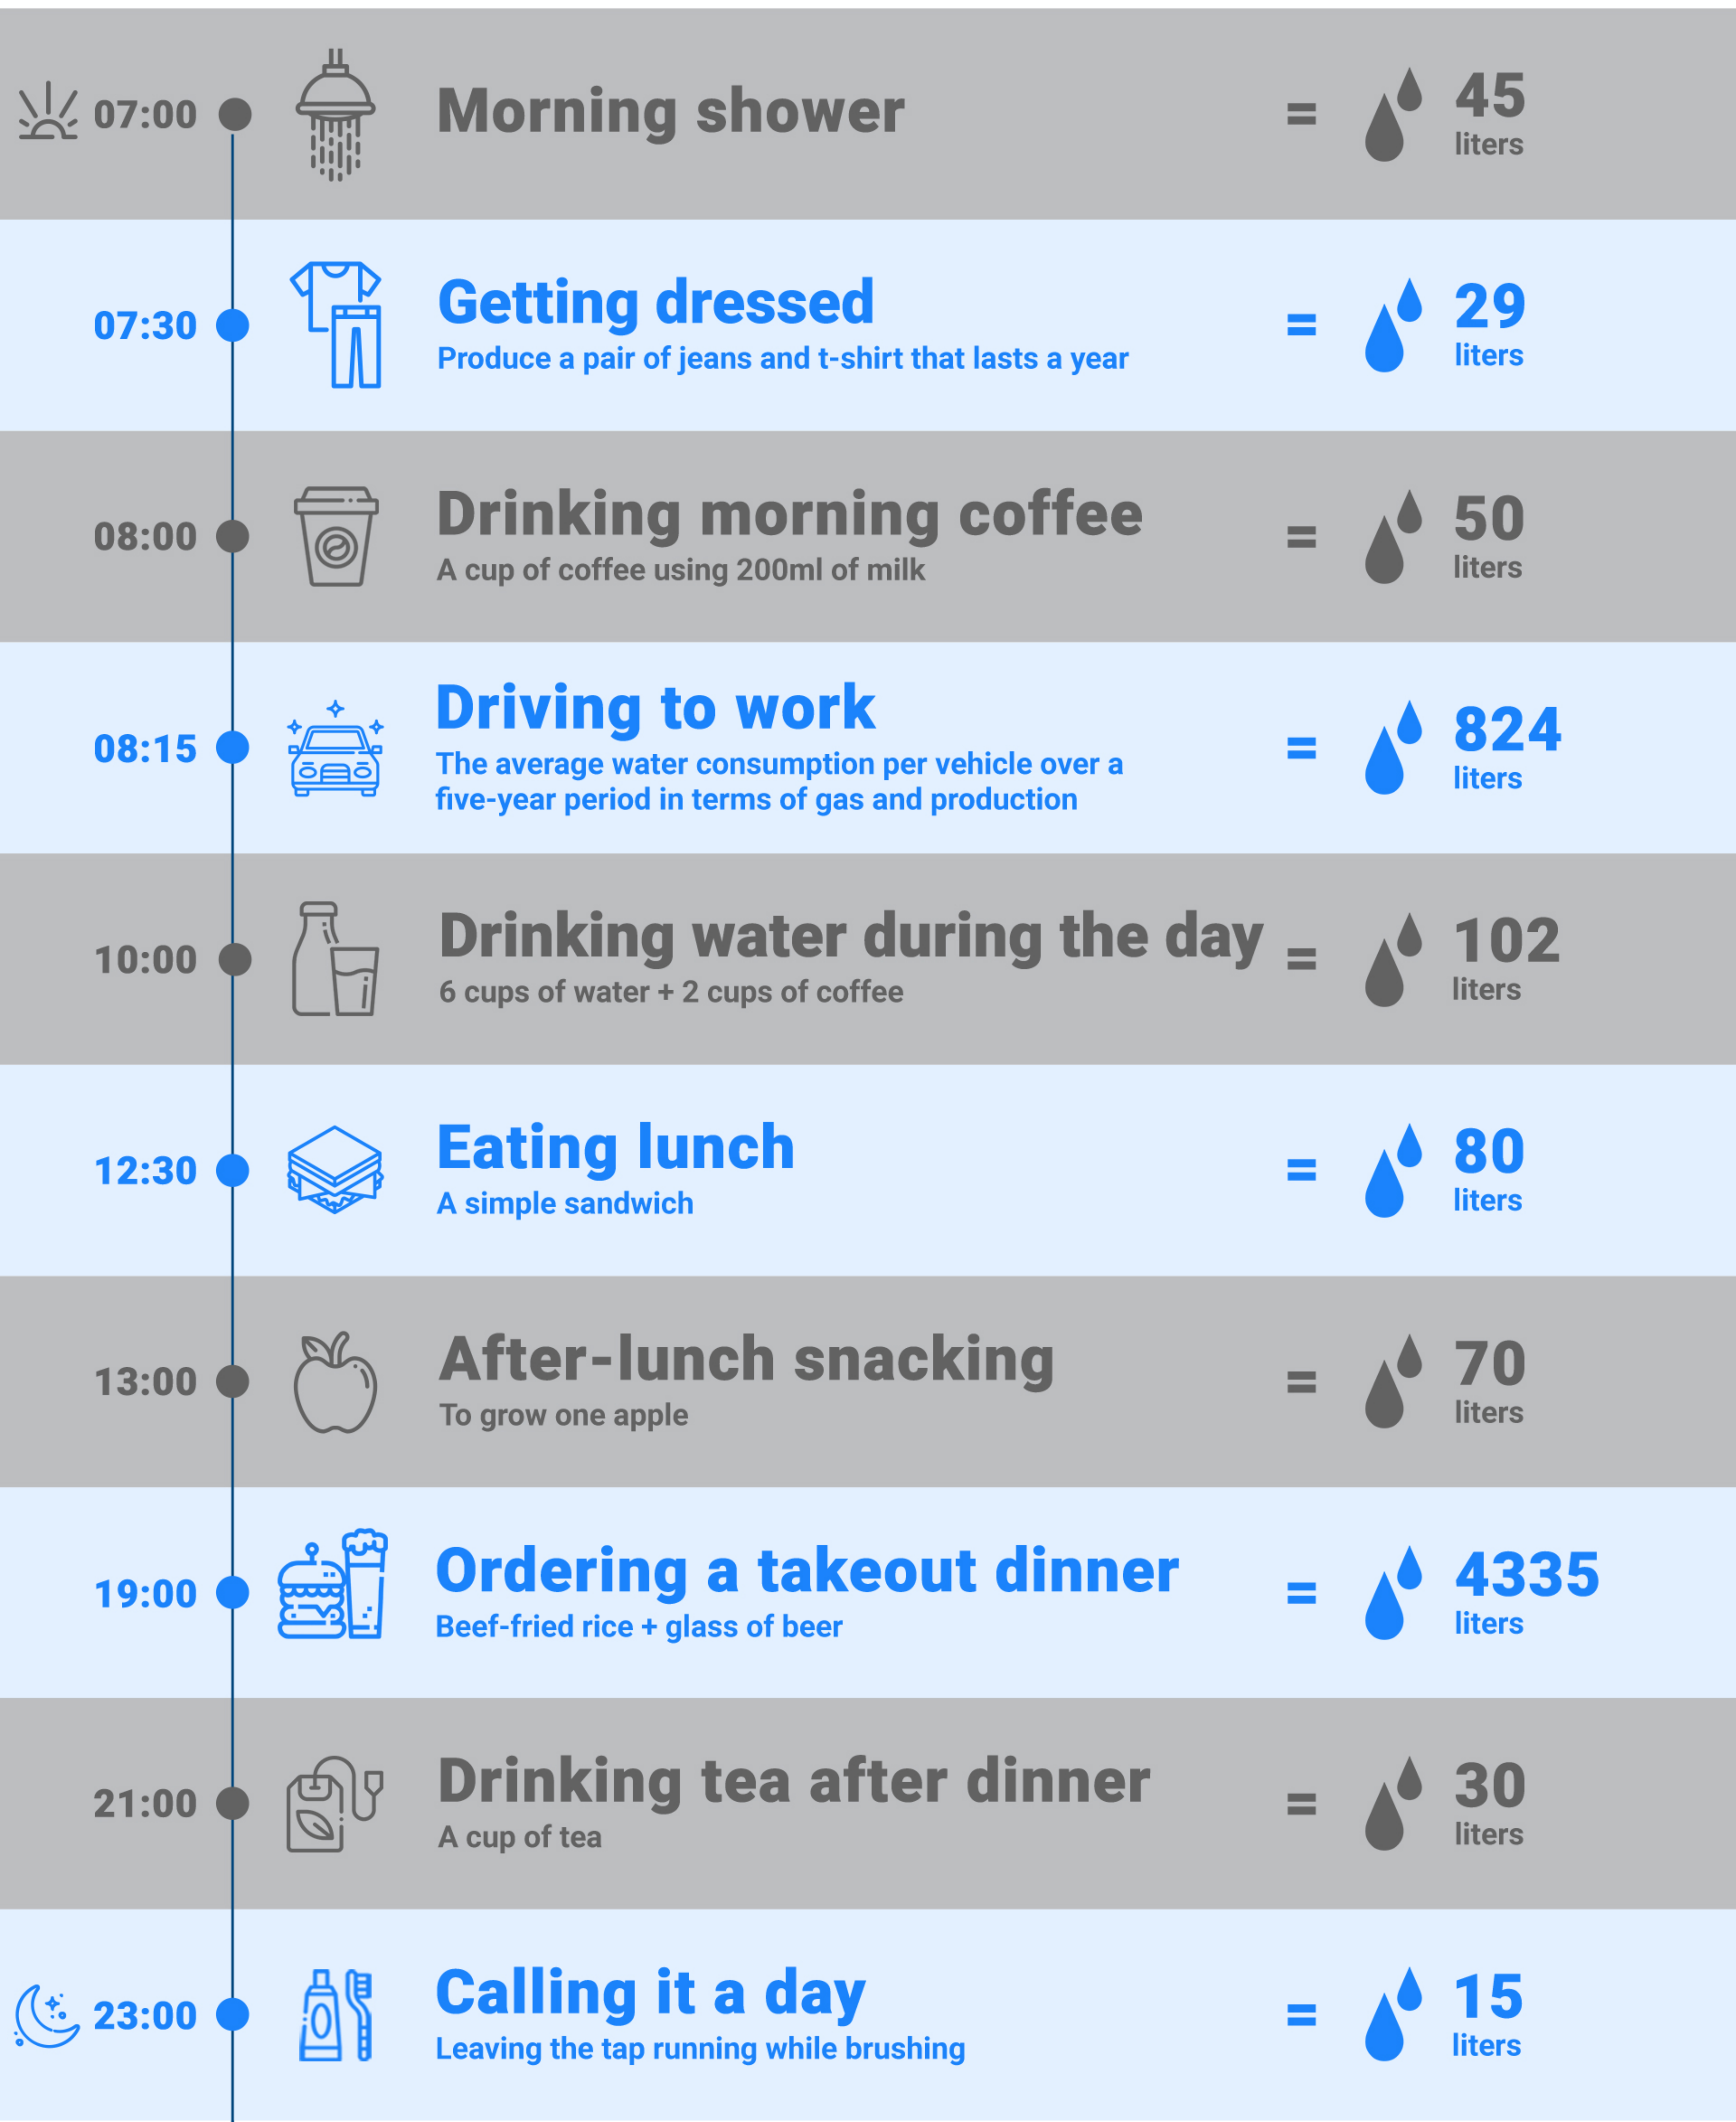 07:00 Morning shower = 45
liters
07:30 Getting dressed = 29
Produce a pair of jeans and t-shirt that lasts a year liters
08:00 Drinking morning coffee = 50
A cup of coffee using 200ml of milk liters
08:15 Driving to work = 824
The average water consumption per vehicle over a liters
five-year period in terms of gas and production
10:00 Drinking water during the day = 102
6 cups of water + 2 cups of coffee liters
12:30 Eating lunch = 80
A simple sandwich liters
13:00 After-lunch snacking = 70
To grow one apple liters
19:00 Ordering a takeout dinner = 4335
Beef-fried rice + glass of beer liters
21:00 Drinking tea after dinner = 30
A cup of tea liters
23:00 Calling it a day = 15
Leaving the tap running while brushing liters